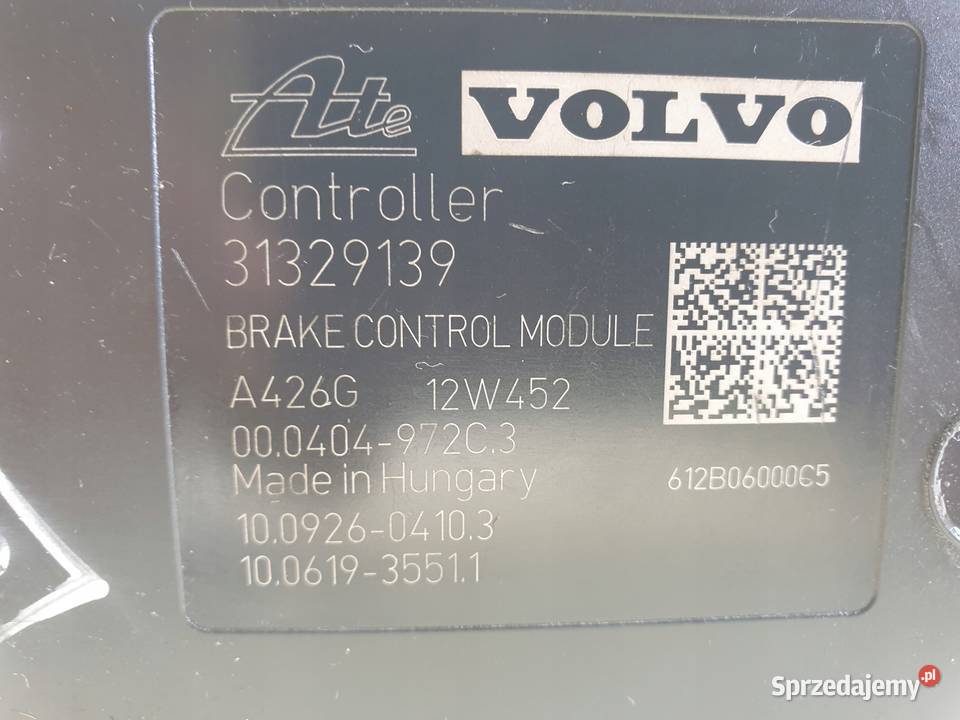 Ate VOLVO
Controller
31329139
BRAKE CONTROL MODULE
A426G 12W452
00.0404-972C.3
Made in Hungary
612B06000C5
10.0926-0410.3
10.0619-3551.1
Sprzedajemy.pl